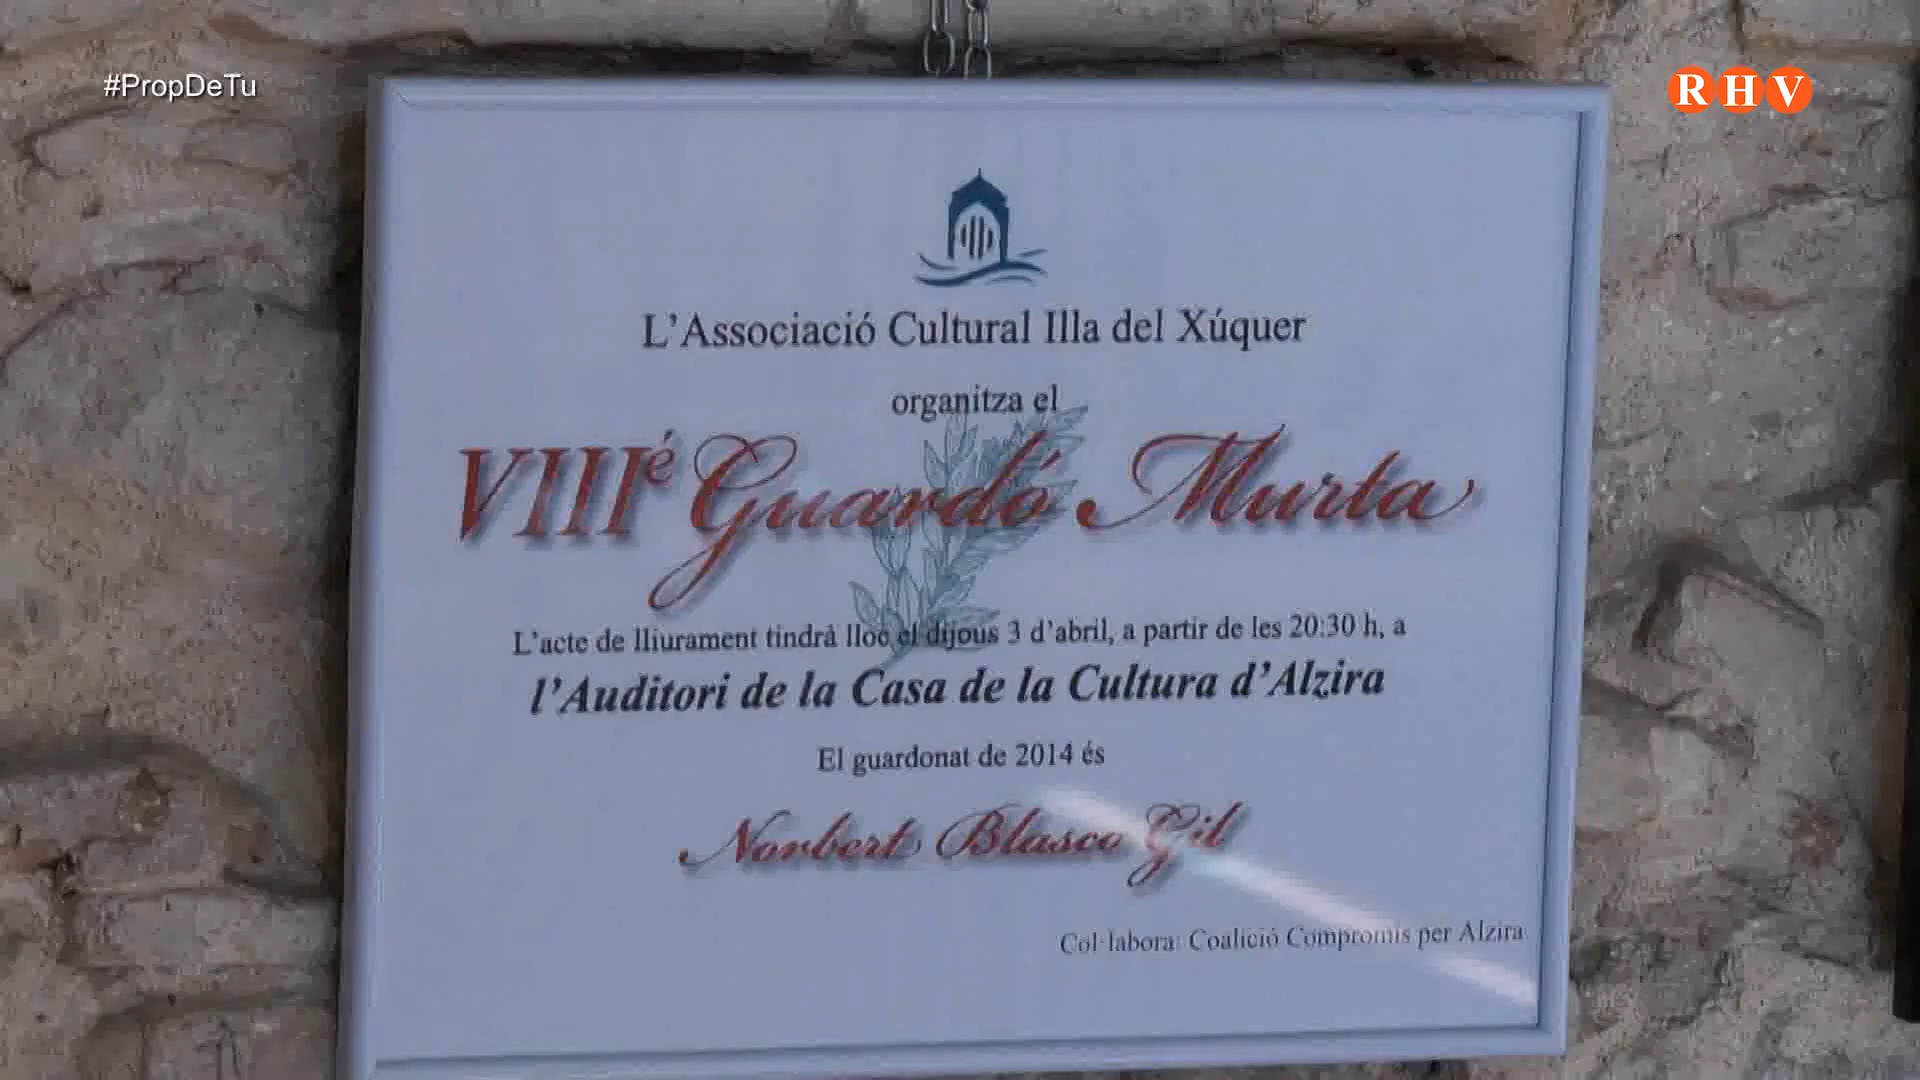 #PropDeTu
RHV
L'Associació Cultural Illa del Xúquer
organitza el
VIIIé Guardó Murta
L'acte de lliurament tindrà lloc el dijous 3 d'abril, a partir de les 20:30 h, a
l'Auditori de la Casa de la Cultura d'Alzira
El guardonat de 2014 és
Norbert Blasco Gil
Col·labora: Coalició Compromís per Alzira